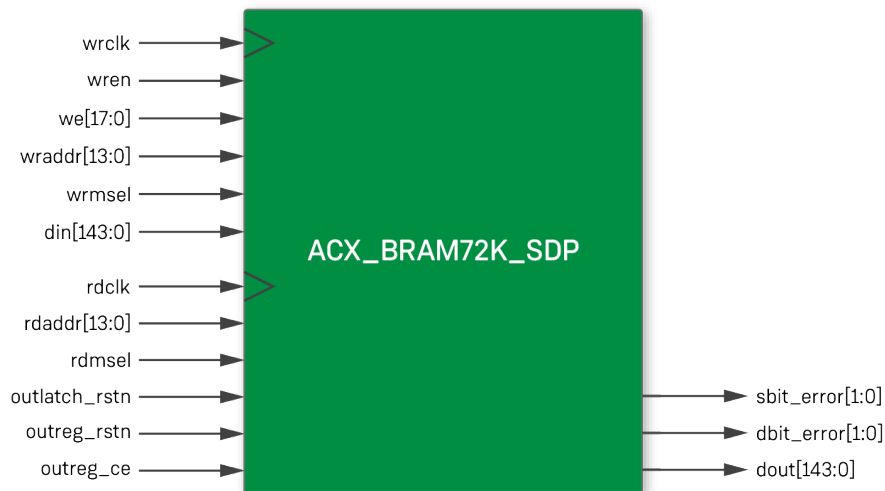 wrclk
wren
we[17:0]
wraddr[13:0]
wrmsel
din[143:0]
rdclk
rdaddr[13:0]
rdmsel
outlatch_rstn
outreg_rstn
outreg_ce
ACX_BRAM72K_SDP
sbit_error[1:0]
dbit_error[1:0]
dout[143:0]